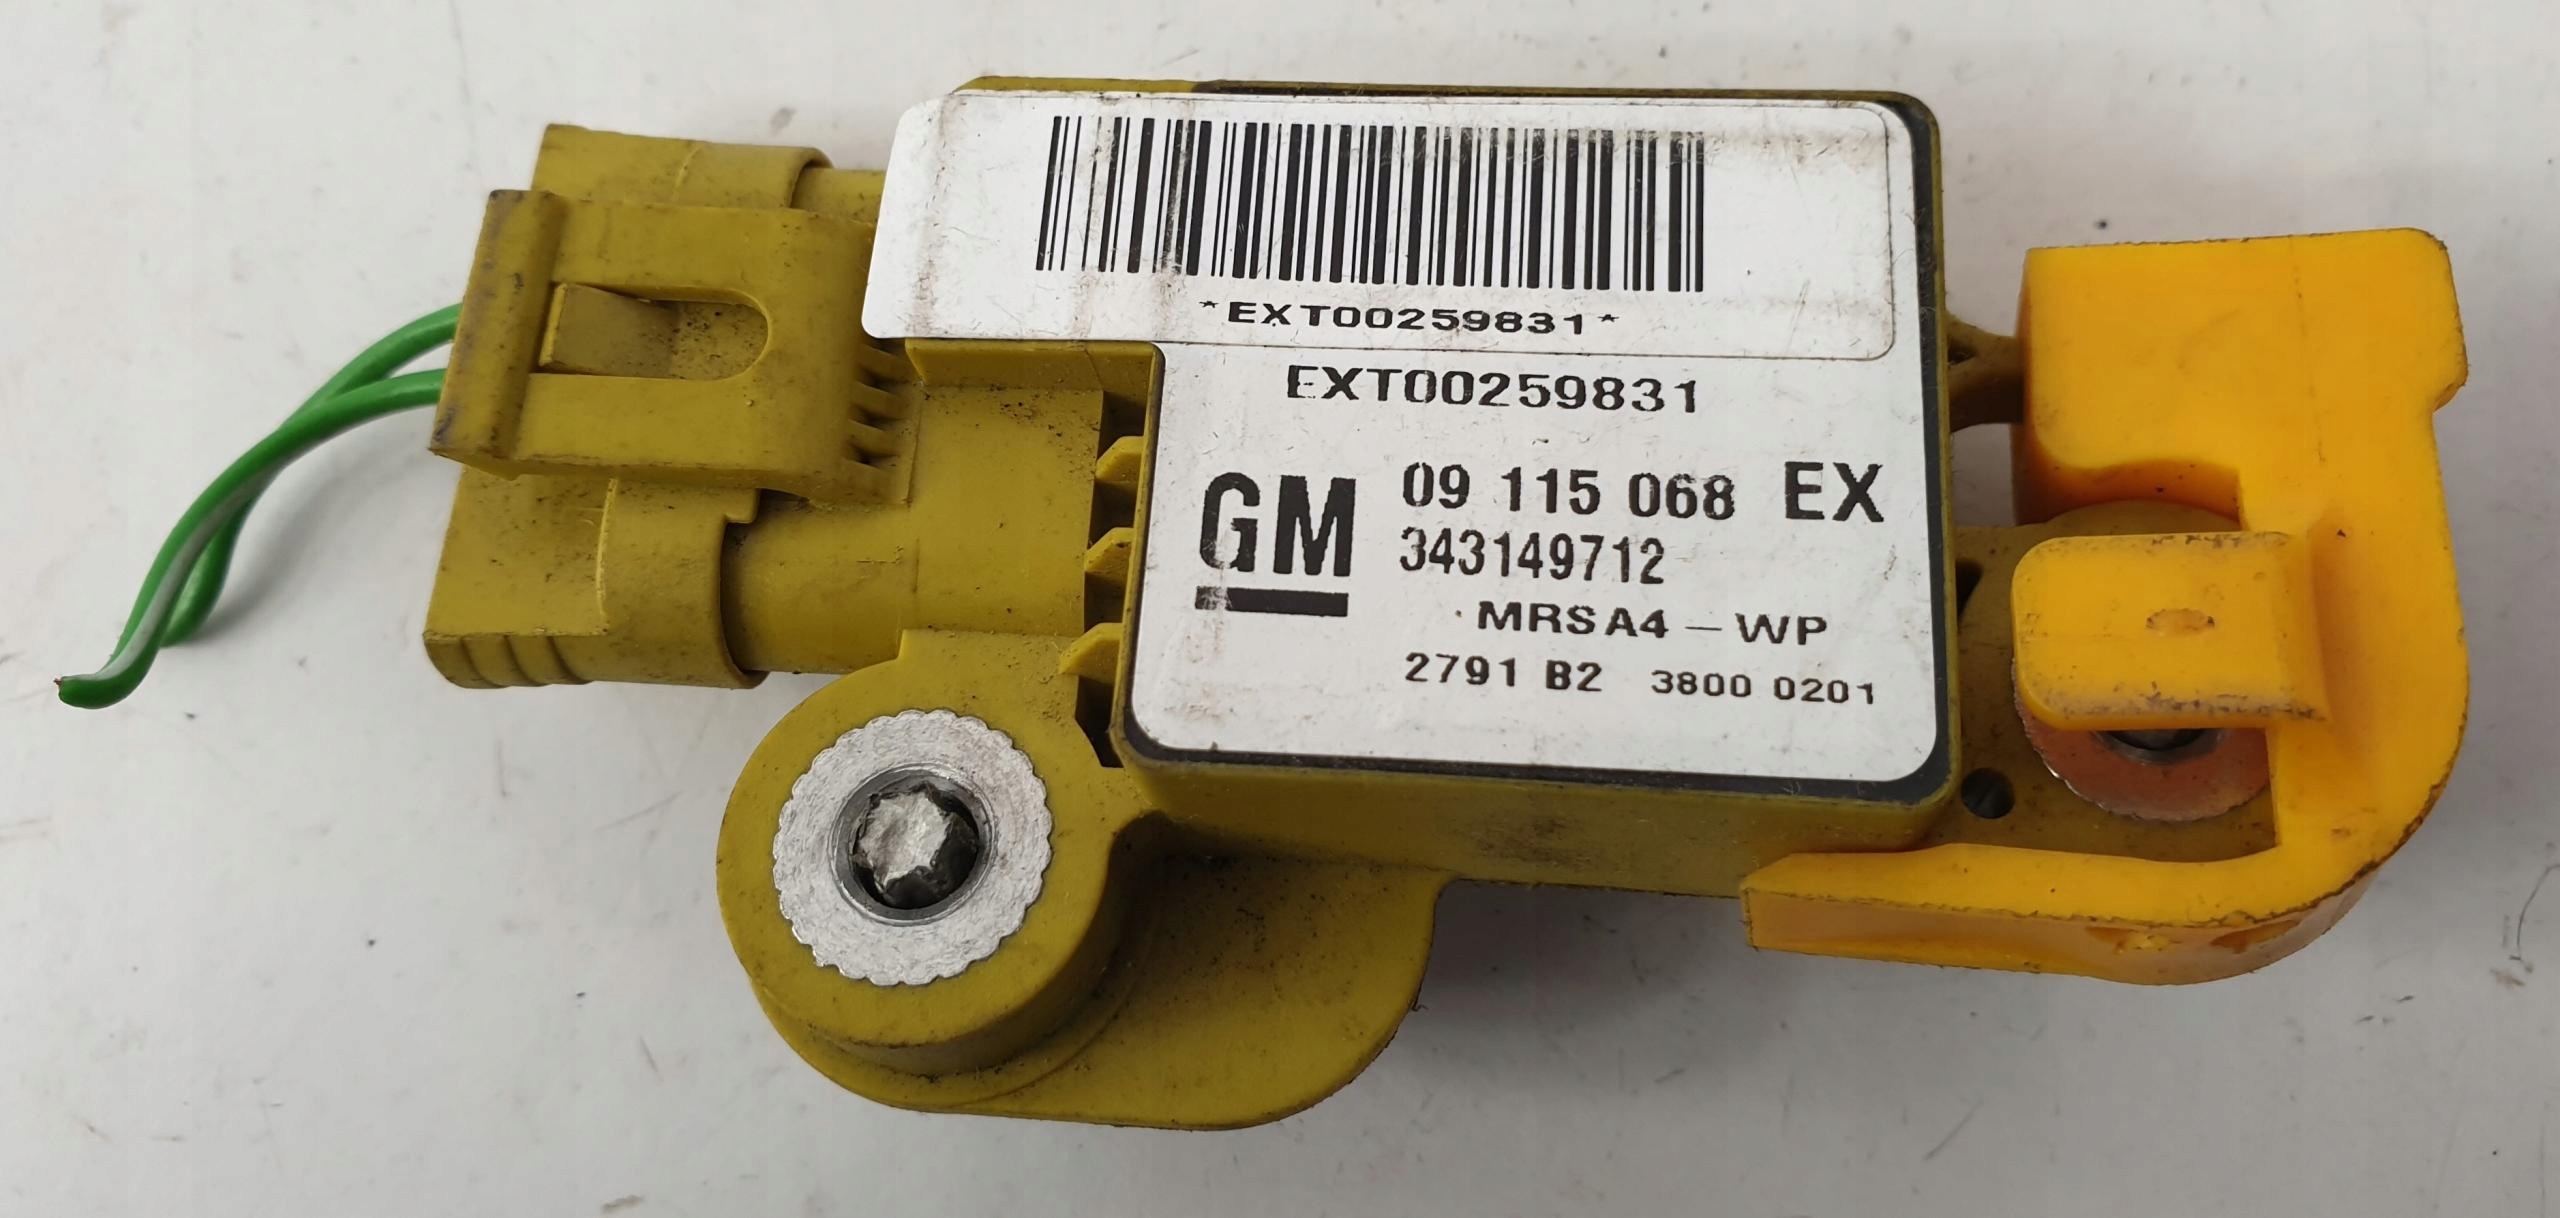 *EXT00259831*
EXT00259831
GM 09 115 068 EX
343149712
MRSA4 – WP
2791 B2 3800 0201